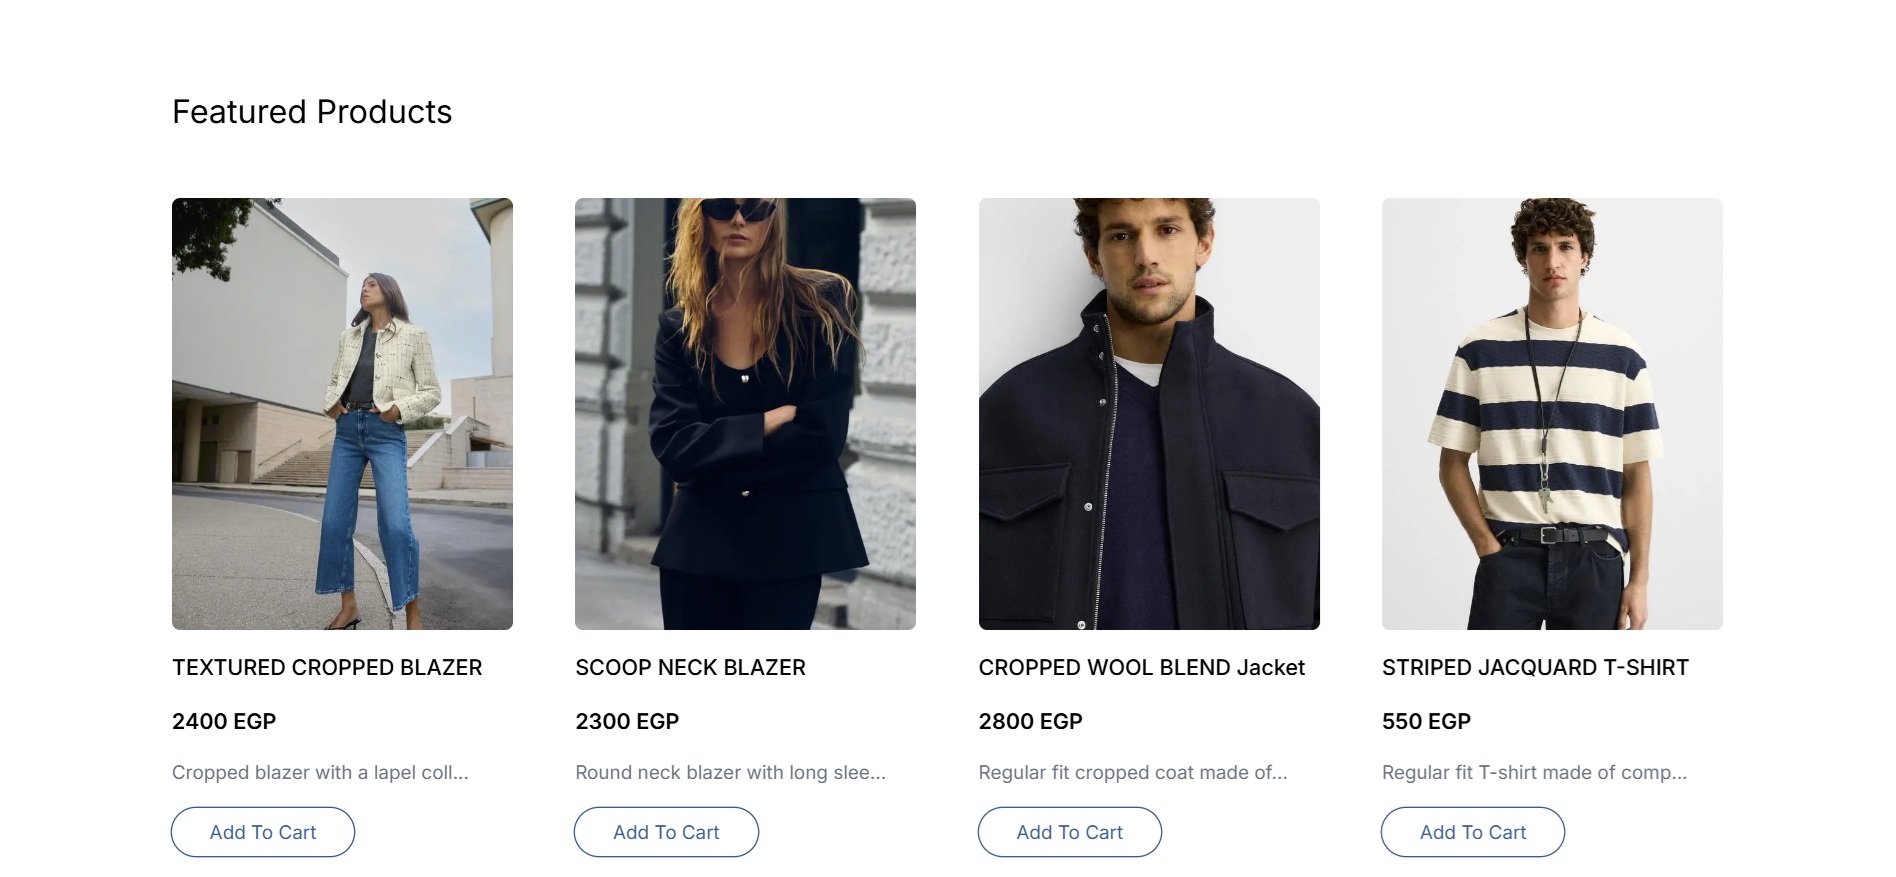 Featured Products
TEXTURED CROPPED BLAZER
2400 EGP
Cropped blazer with a lapel coll...
Add To Cart
SCOOP NECK BLAZER
2300 EGP
Round neck blazer with long slee...
Add To Cart
CROPPED WOOL BLEND Jacket
2800 EGP
Regular fit cropped coat made of...
Add To Cart
STRIPED JACQUARD T-SHIRT
550 EGP
Regular fit T-shirt made of comp...
Add To Cart